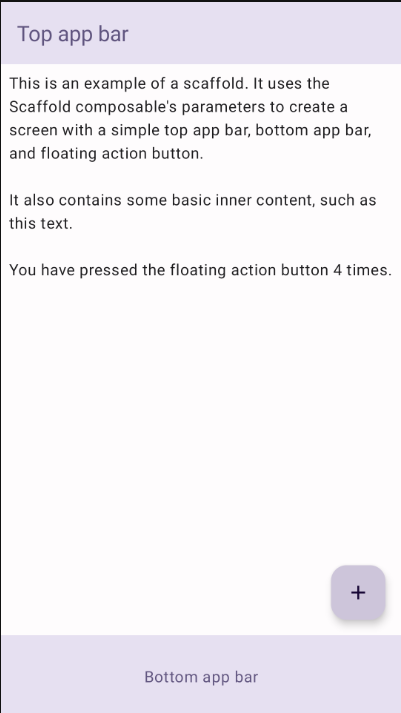 Top app bar
This is an example of a scaffold. It uses the
Scaffold composable's parameters to create a
screen with a simple top app bar, bottom app bar,
and floating action button.
It also contains some basic inner content, such as
this text.
You have pressed the floating action button 4 times.
+
Bottom app bar